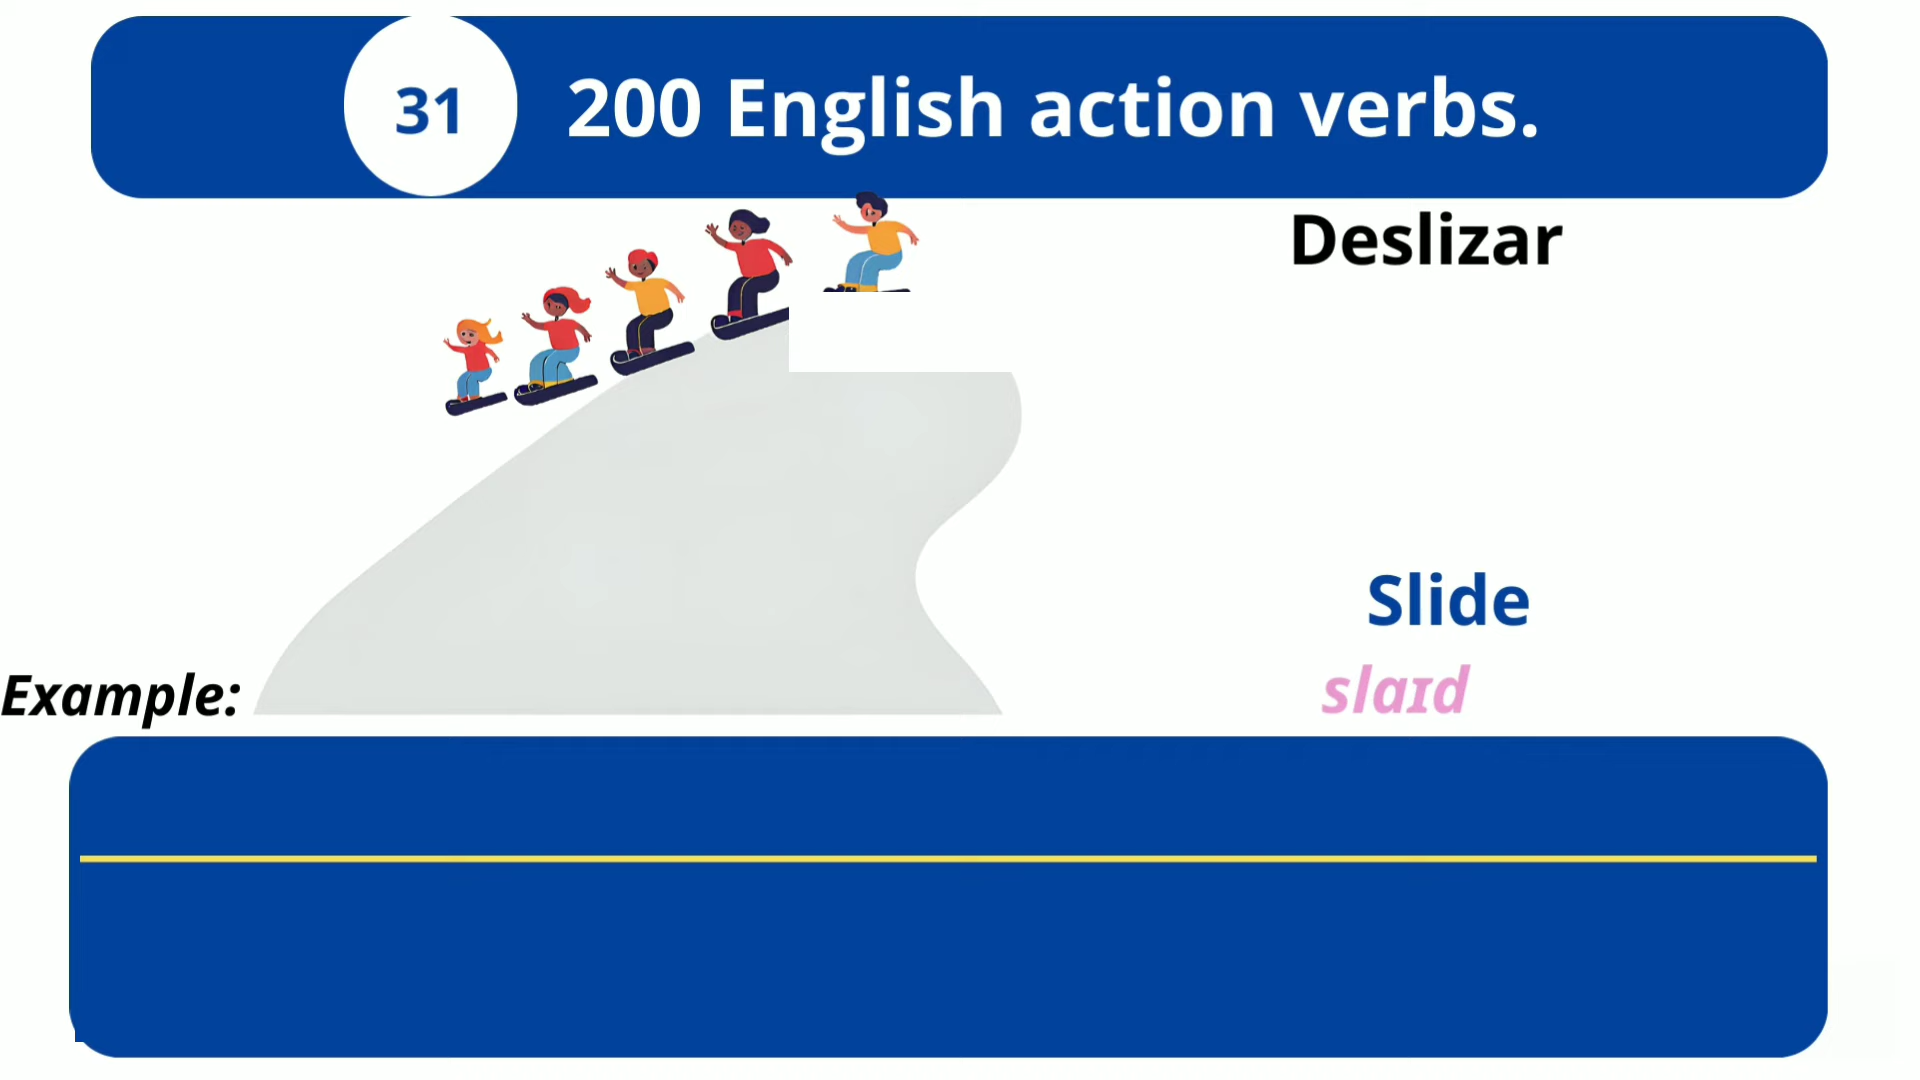 31
200 English action verbs.
Deslizar
Slide
slaɪd
Example: